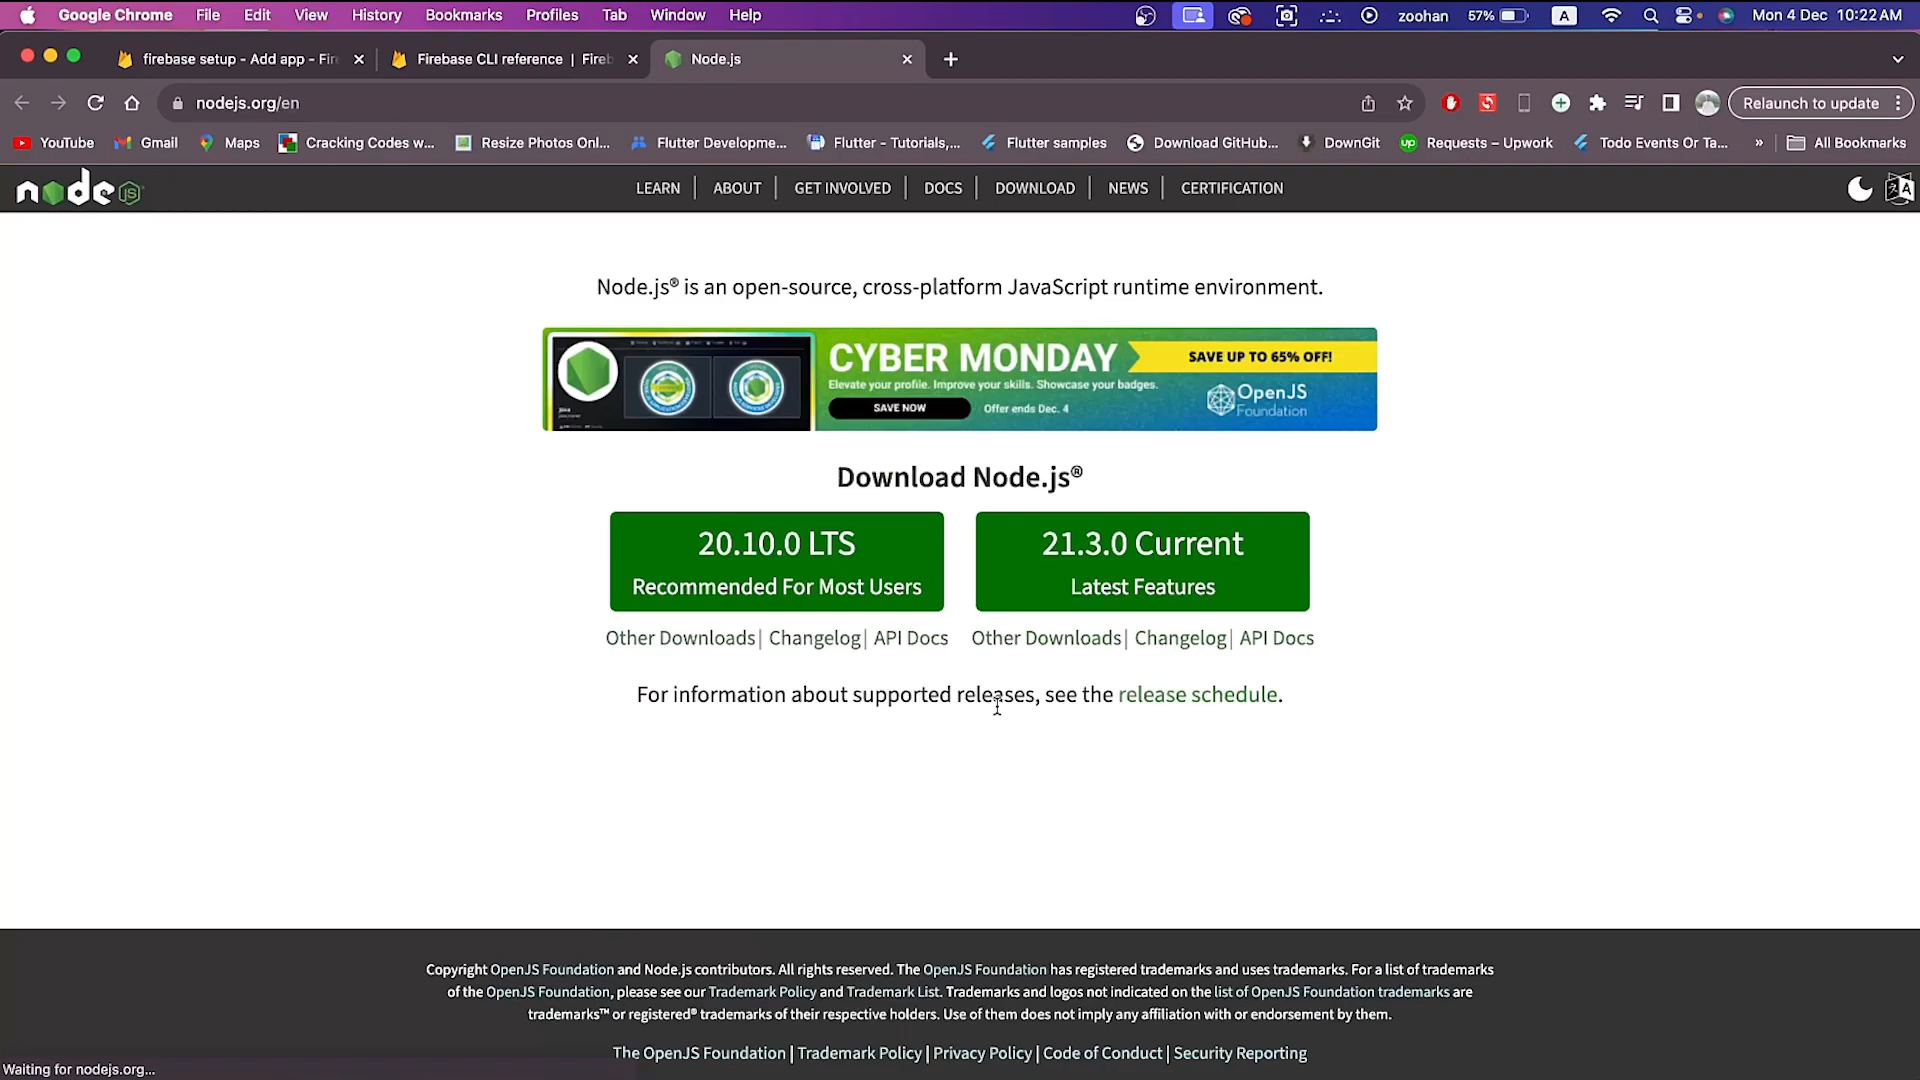 Google Chrome File Edit View History Bookmarks Profiles Tab Window Help zoohan 57% A Mon 4 Dec 10:22 AM
firebase setup - Add app - Fire Firebase CLI reference | Fireb Node.js
nodejs.org/en Relaunch to update
YouTube Gmail Maps Cracking Codes w... Resize Photos Onl... Flutter Developme... Flutter - Tutorials,... Flutter samples Download GitHub... DownGit up Requests – Upwork Todo Events Or Ta... » All Bookmarks
node JS LEARN ABOUT GET INVOLVED DOCS DOWNLOAD NEWS CERTIFICATION
Node.js® is an open-source, cross-platform JavaScript runtime environment.
CYBER MONDAY SAVE UP TO 65% OFF!
Elevate your profile. Improve your skills. Showcase your badges.
SAVE NOW Offer ends Dec. 4 OpenJS Foundation
Download Node.js®
20.10.0 LTS 21.3.0 Current
Recommended For Most Users Latest Features
Other Downloads| Changelog| API Docs Other Downloads| Changelog| API Docs
For information about supported releases, see the release schedule.
Copyright OpenJS Foundation and Node.js contributors. All rights reserved. The OpenJS Foundation has registered trademarks and uses trademarks. For a list of trademarks
of the OpenJS Foundation, please see our Trademark Policy and Trademark List. Trademarks and logos not indicated on the list of OpenJS Foundation trademarks are
trademarks™ or registered® trademarks of their respective holders. Use of them does not imply any affiliation with or endorsement by them.
The OpenJS Foundation | Trademark Policy | Privacy Policy | Code of Conduct | Security Reporting
Waiting for nodejs.org...